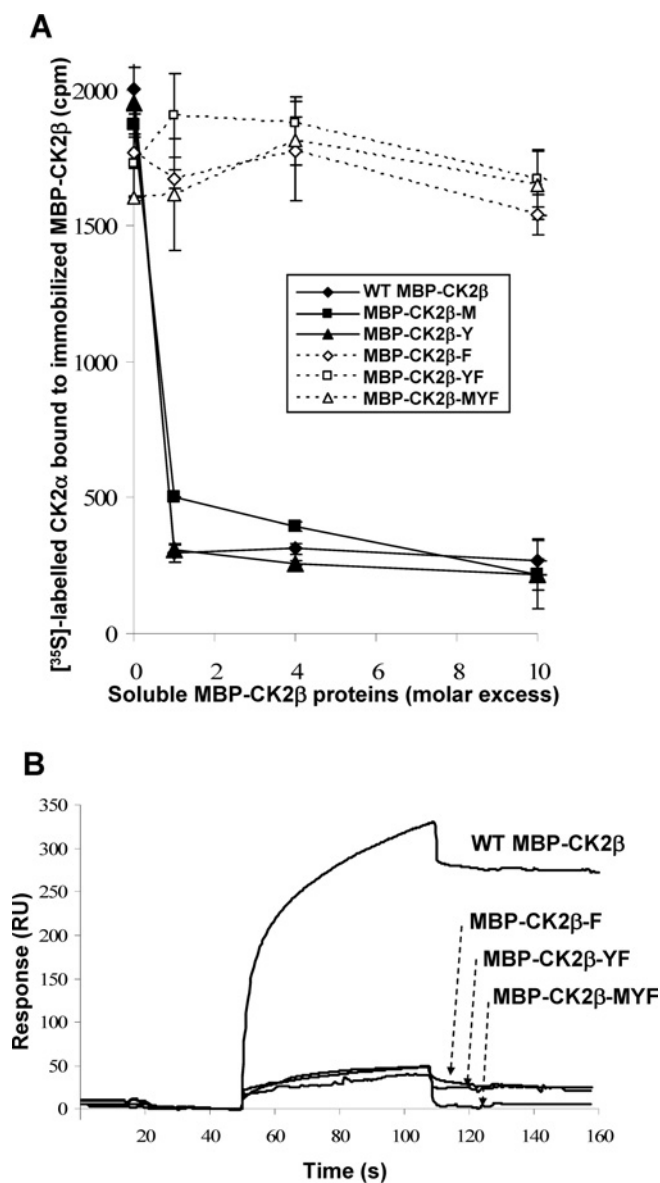 A
[³⁵S]-labelled CK2α bound to immobilized MBP-CK2β (cpm)
2000
1500
1000
500
0
WT MBP-CK2β
MBP-CK2β-M
MBP-CK2β-Y
MBP-CK2β-F
MBP-CK2β-YF
MBP-CK2β-MYF
0 2 4 6 8 10
Soluble MBP-CK2β proteins (molar excess)
B
Response (RU)
350
300
250
200
150
100
50
0
WT MBP-CK2β
MBP-CK2β-F
MBP-CK2β-YF
MBP-CK2β-MYF
20 40 60 80 100 120 140 160
Time (s)